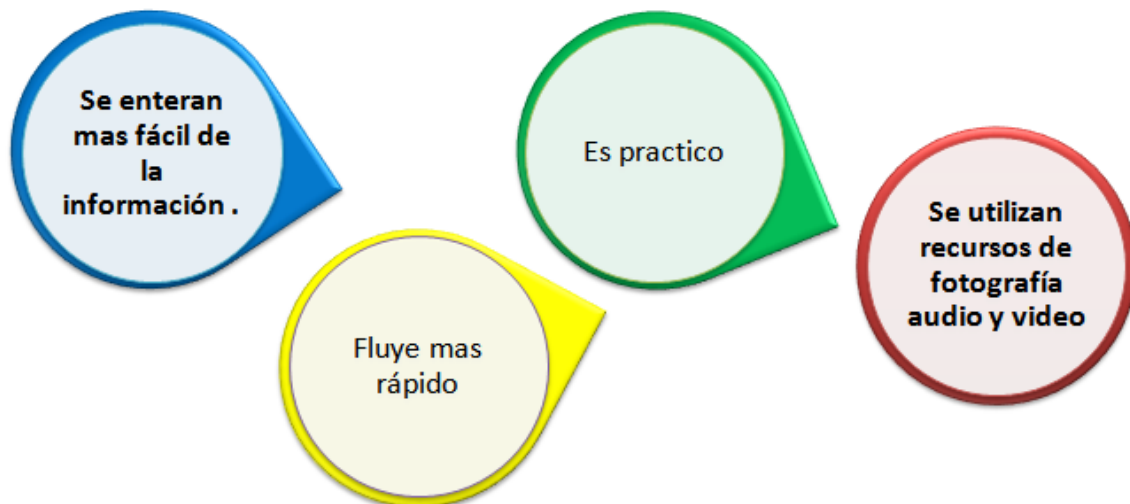 Se enteran
mas fácil de
la
información .
Fluye mas
rápido
Es practico
Se utilizan
recursos de
fotografía
audio y video